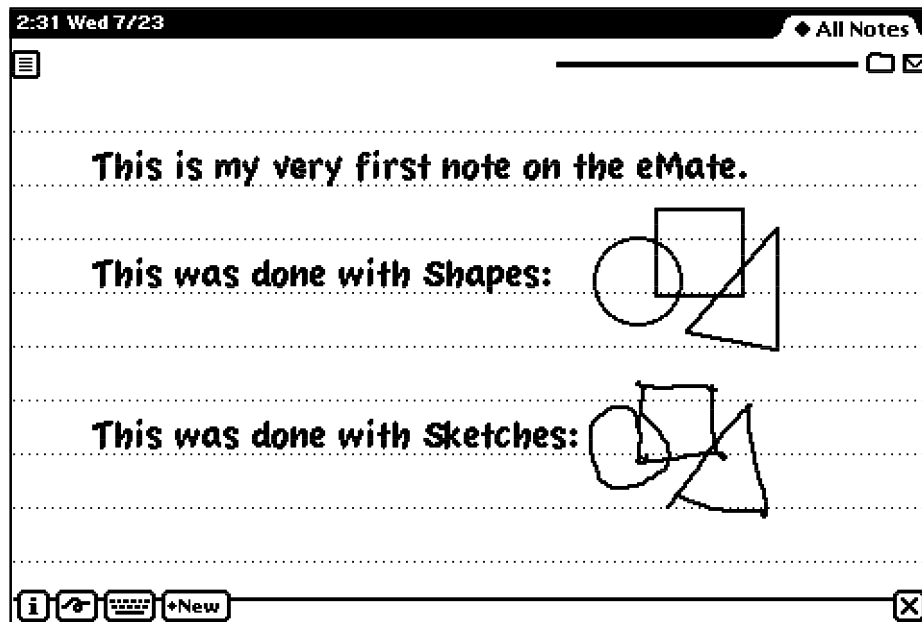 2:31 Wed 7/23
◆ All Notes
This is my very first note on the eMate.
This was done with Shapes:
This was done with Sketches:
i
+New
X